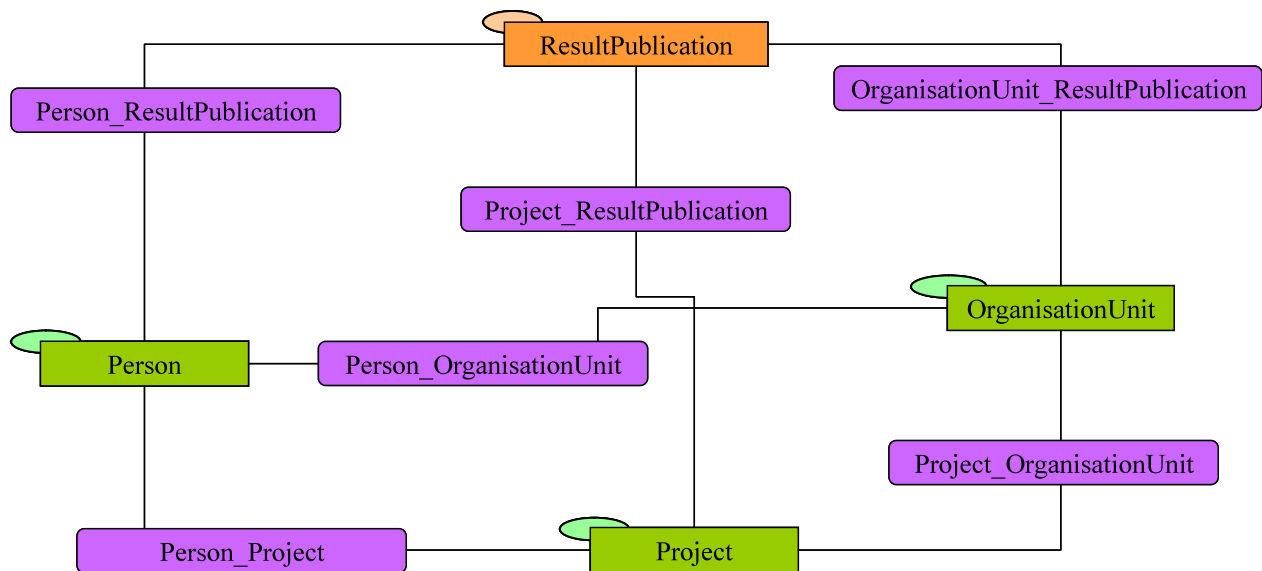 ResultPublication
Person_ResultPublication
OrganisationUnit_ResultPublication
Project_ResultPublication
OrganisationUnit
Person
Person_OrganisationUnit
Project_OrganisationUnit
Person_Project
Project